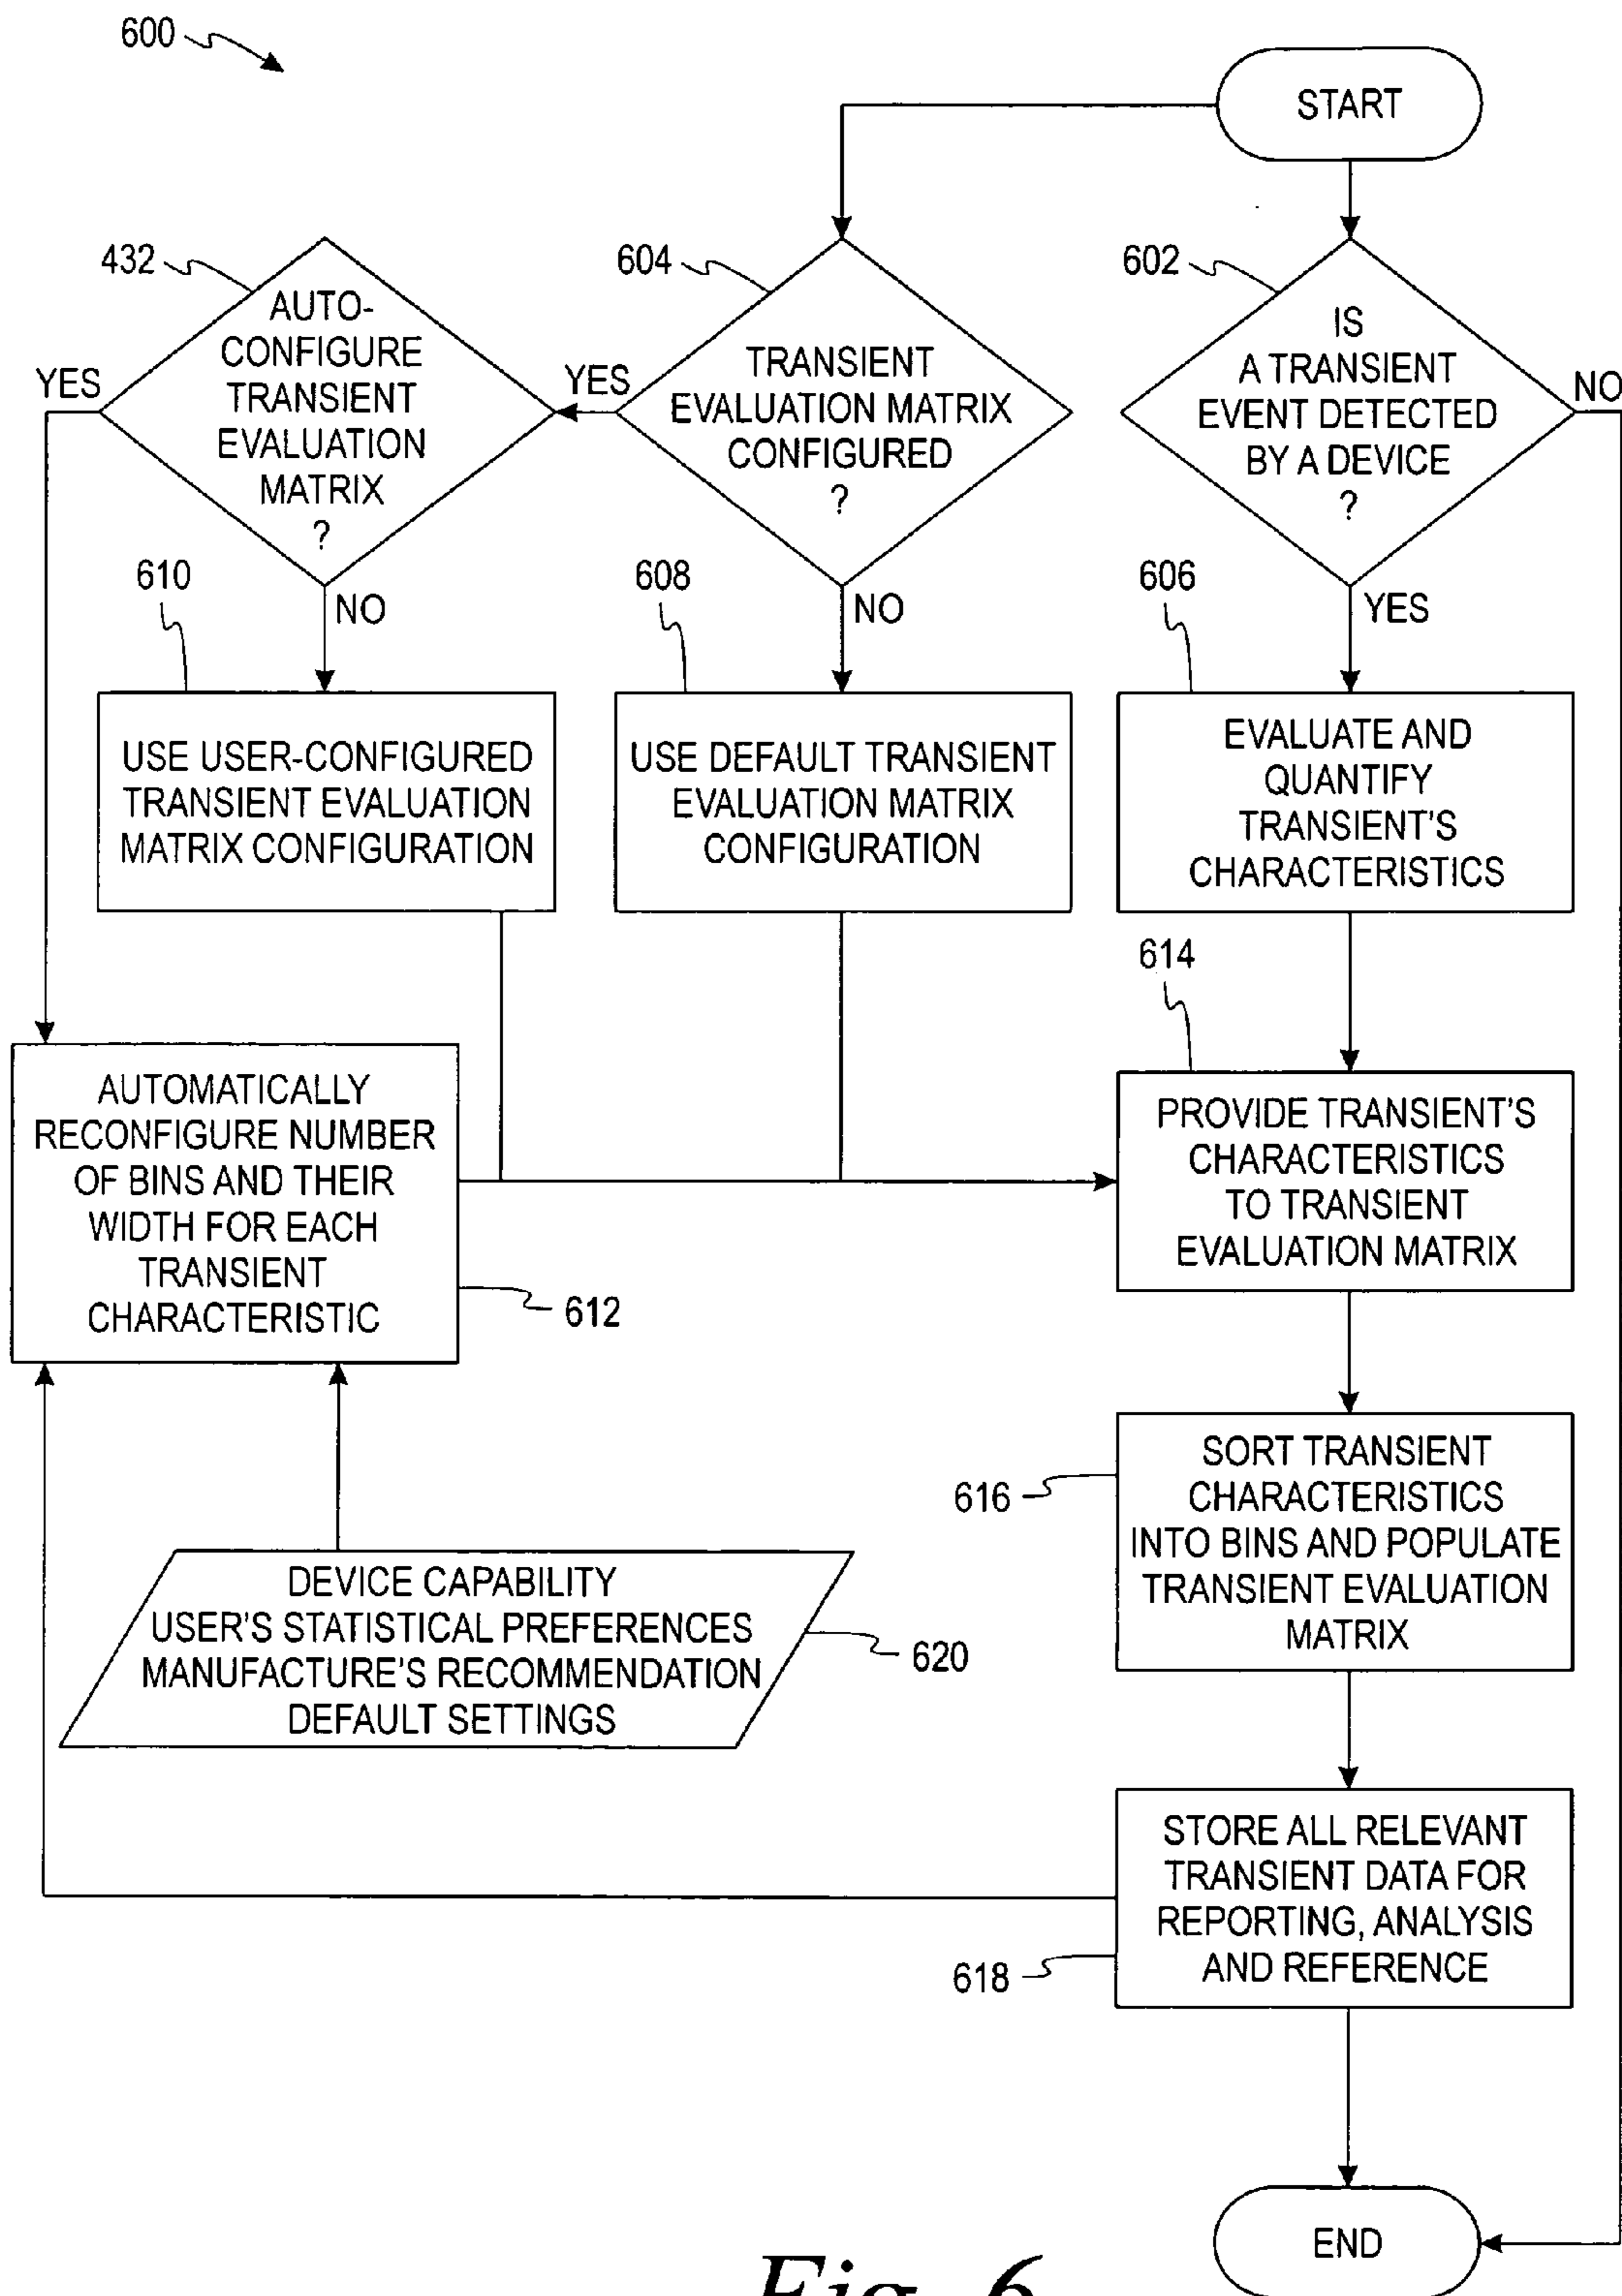 600
START
432
AUTO-
CONFIGURE
TRANSIENT
EVALUATION
MATRIX
?
YES
NO
604
TRANSIENT
EVALUATION MATRIX
CONFIGURED
?
YES
NO
602
IS
A TRANSIENT
EVENT DETECTED
BY A DEVICE
?
NO
YES
610
USE USER-CONFIGURED
TRANSIENT EVALUATION
MATRIX CONFIGURATION
608
USE DEFAULT TRANSIENT
EVALUATION MATRIX
CONFIGURATION
606
EVALUATE AND
QUANTIFY
TRANSIENT'S
CHARACTERISTICS
614
AUTOMATICALLY
RECONFIGURE NUMBER
OF BINS AND THEIR
WIDTH FOR EACH
TRANSIENT
CHARACTERISTIC
612
PROVIDE TRANSIENT'S
CHARACTERISTICS
TO TRANSIENT
EVALUATION MATRIX
616
SORT TRANSIENT
CHARACTERISTICS
INTO BINS AND POPULATE
TRANSIENT EVALUATION
MATRIX
DEVICE CAPABILITY
USER'S STATISTICAL PREFERENCES
MANUFACTURE'S RECOMMENDATION
DEFAULT SETTINGS
620
STORE ALL RELEVANT
TRANSIENT DATA FOR
REPORTING, ANALYSIS
AND REFERENCE
618
END
Fig. 6